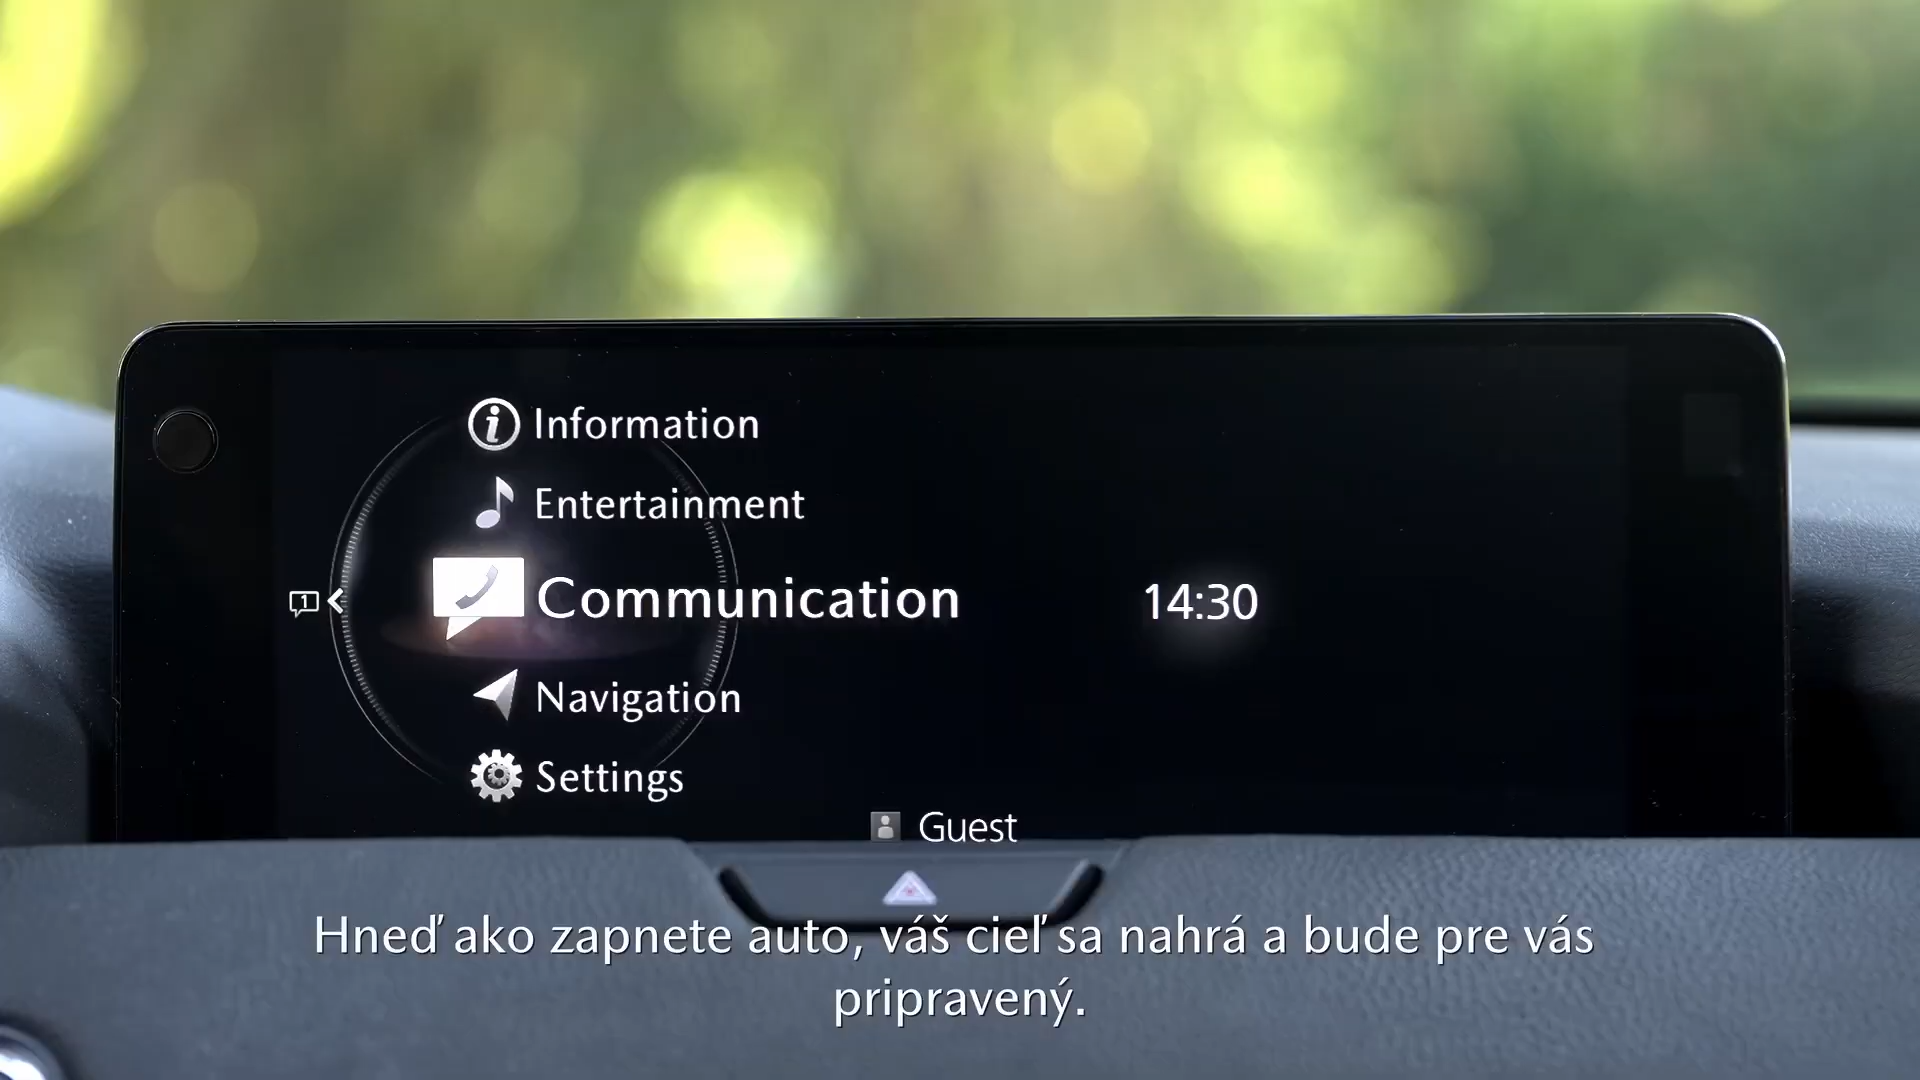 Information
Entertainment
1
Communication
14:30
Navigation
Settings
Guest
Hneď ako zapnete auto, váš cieľ sa nahrá a bude pre vás
pripravený.